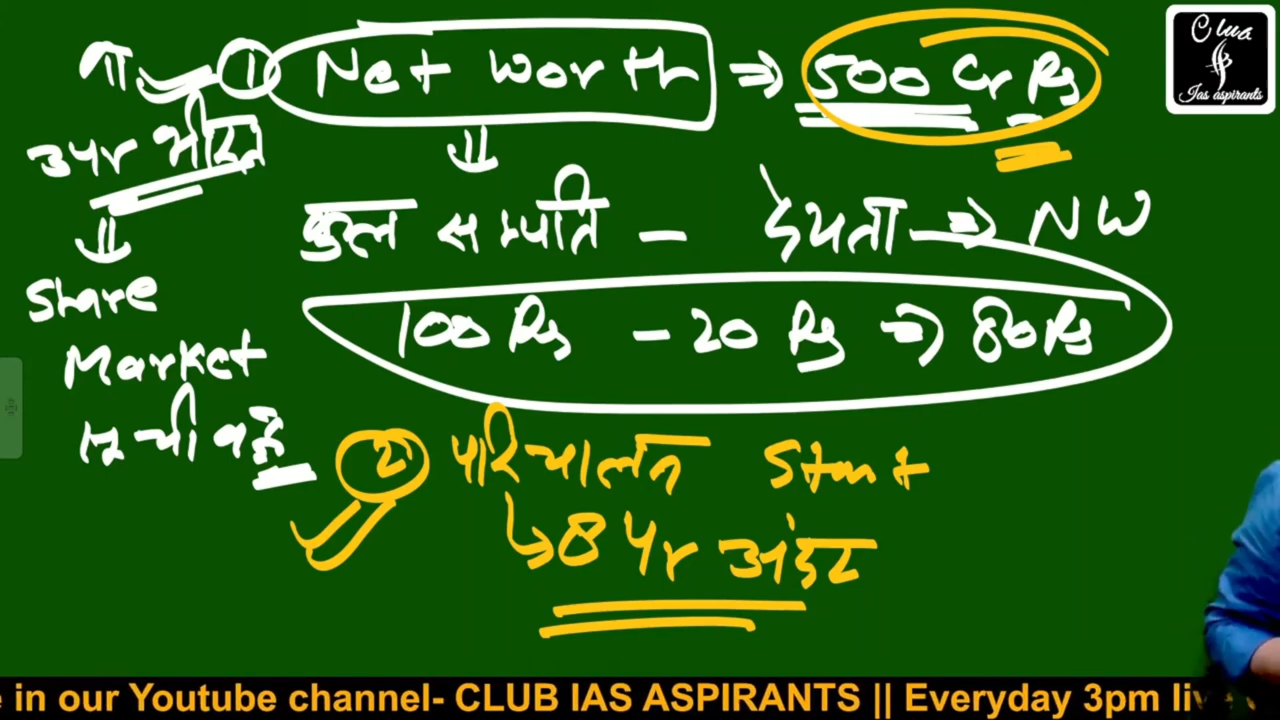 या ① Net worth ⇒ 500 Cr Rs
Club
Ias aspirants
3 yr भीतर
कुल सम्पति - देयता ⇒ NW
Share
100 Rs - 20 Rs ⇒ 80 Rs
Market
सूचीबद्ध
② परिचालन Start
↳ 8 yr अंदर
e in our Youtube channel- CLUB IAS ASPIRANTS || Everyday 3pm liv